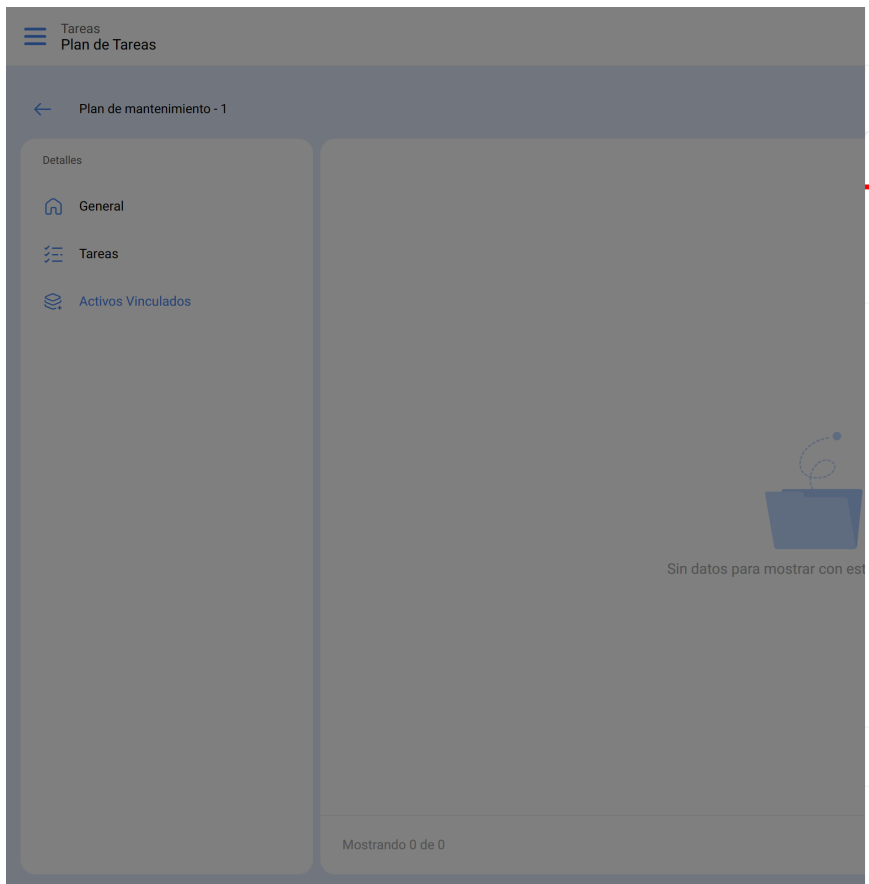 Tareas
Plan de Tareas
Plan de mantenimiento - 1
Detalles
General
Tareas
Activos Vinculados
Sin datos para mostrar con est
Mostrando 0 de 0